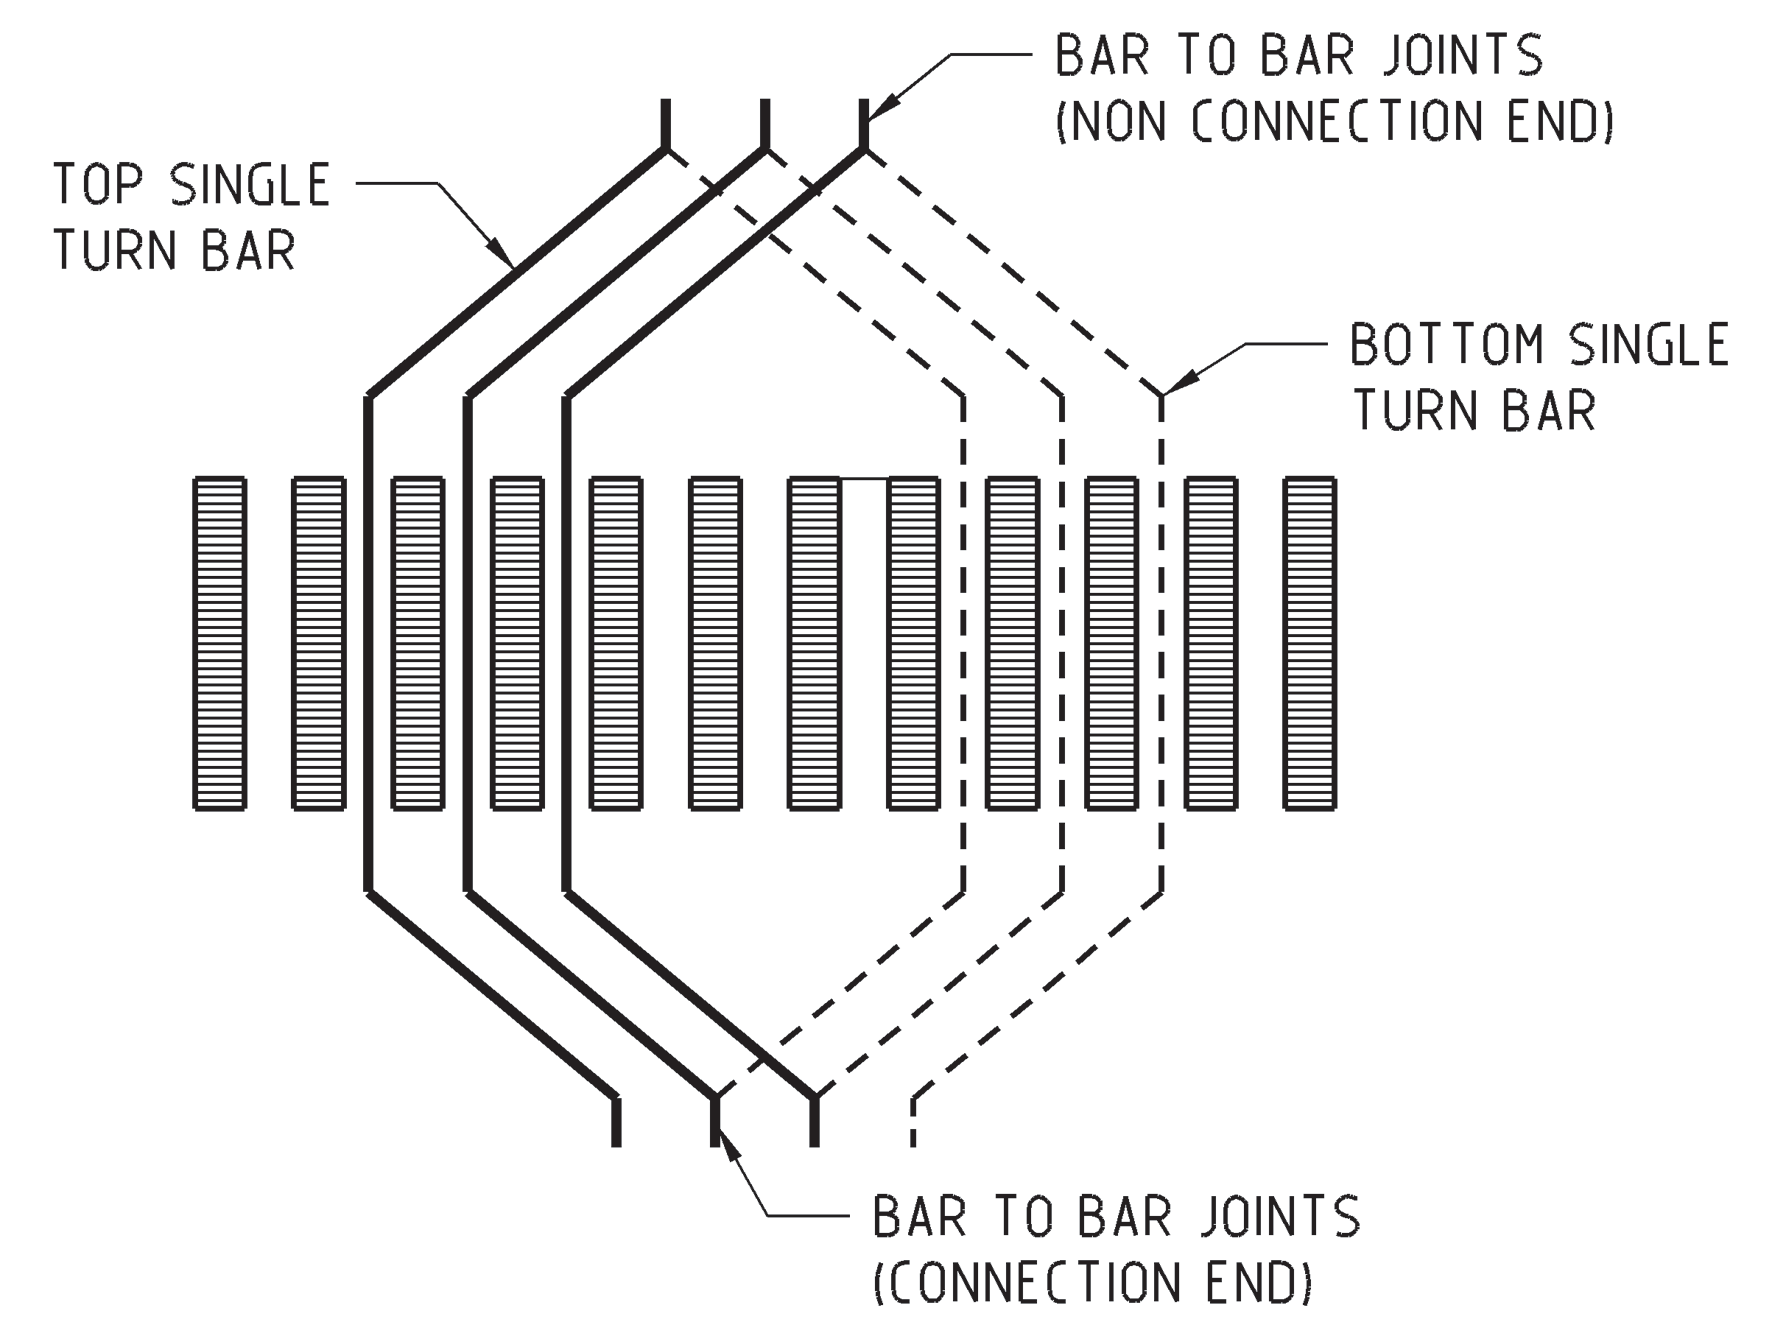 BAR TO BAR JOINTS
(NON CONNECTION END)
TOP SINGLE
TURN BAR
BOTTOM SINGLE
TURN BAR
BAR TO BAR JOINTS
(CONNECTION END)